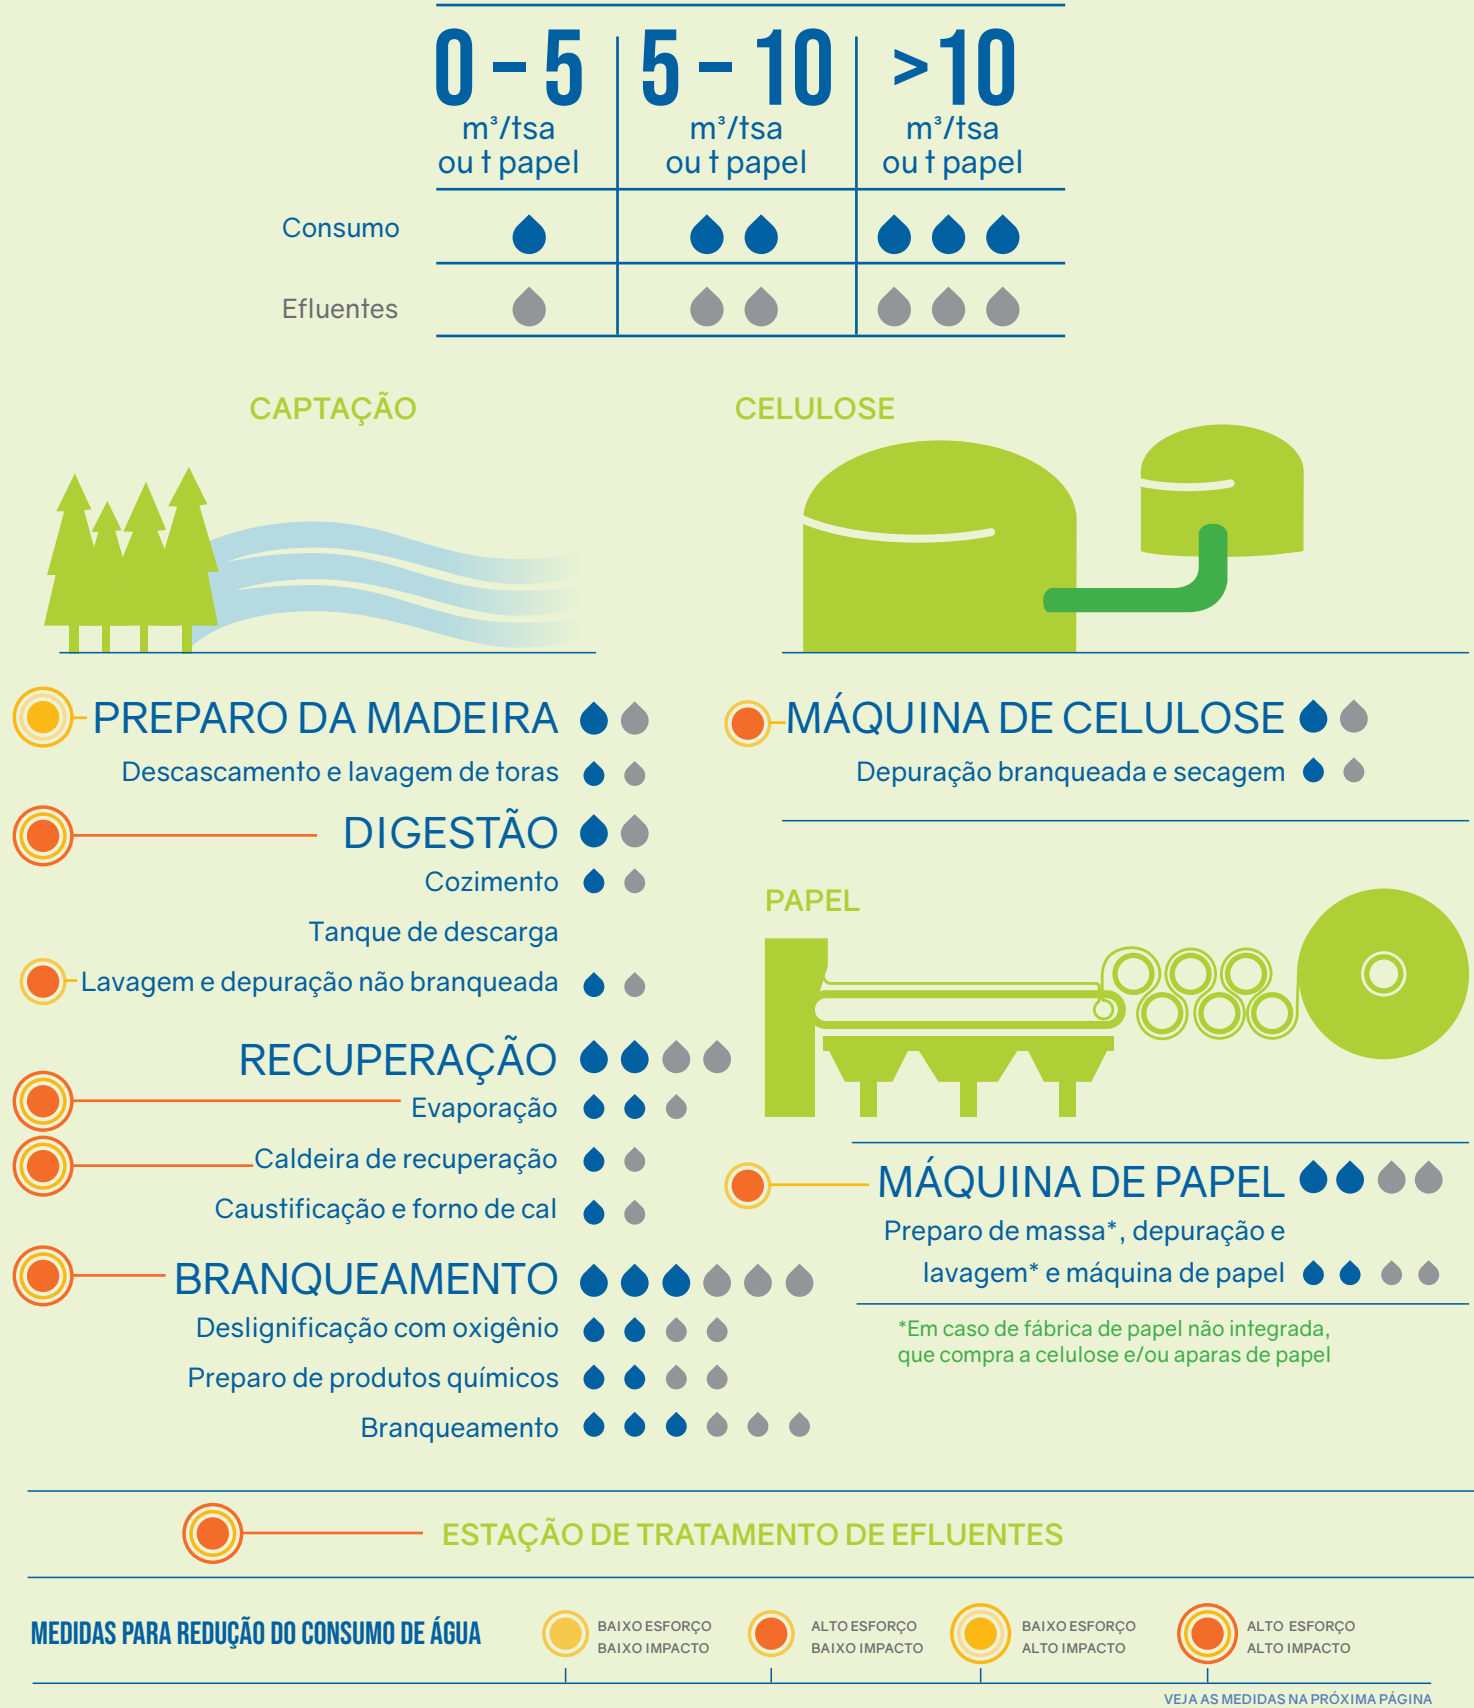 0 – 5
m³/tsa
ou t papel
5 – 10
m³/tsa
ou t papel
>10
m³/tsa
ou t papel
Consumo
Efluentes
CAPTAÇÃO
PREPARO DA MADEIRA
Descascamento e lavagem de toras
DIGESTÃO
Cozimento
Tanque de descarga
Lavagem e depuração não branqueada
RECUPERAÇÃO
Evaporação
Caldeira de recuperação
Caustificação e forno de cal
BRANQUEAMENTO
Deslignificação com oxigênio
Preparo de produtos químicos
Branqueamento
CELULOSE
MÁQUINA DE CELULOSE
Depuração branqueada e secagem
PAPEL
MÁQUINA DE PAPEL
Preparo de massa*, depuração e
lavagem* e máquina de papel
*Em caso de fábrica de papel não integrada,
que compra a celulose e/ou aparas de papel
ESTAÇÃO DE TRATAMENTO DE EFLUENTES
MEDIDAS PARA REDUÇÃO DO CONSUMO DE ÁGUA
BAIXO ESFORÇO
BAIXO IMPACTO
ALTO ESFORÇO
BAIXO IMPACTO
BAIXO ESFORÇO
ALTO IMPACTO
ALTO ESFORÇO
ALTO IMPACTO
VEJA AS MEDIDAS NA PRÓXIMA PÁGINA